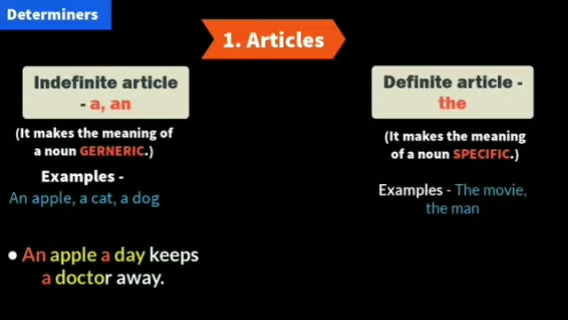 Determiners
1. Articles
Indefinite article
- a, an
(It makes the meaning of
a noun GERNERIC.)
Examples -
An apple, a cat, a dog
● An apple a day keeps
a doctor away.
Definite article -
the
(It makes the meaning
of a noun SPECIFIC.)
Examples - The movie,
the man